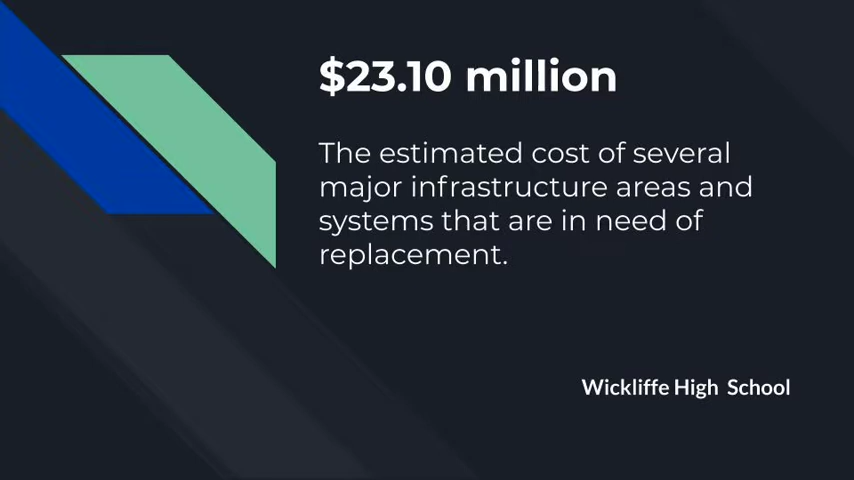 $23.10 million
The estimated cost of several
major infrastructure areas and
systems that are in need of
replacement.
Wickliffe High School